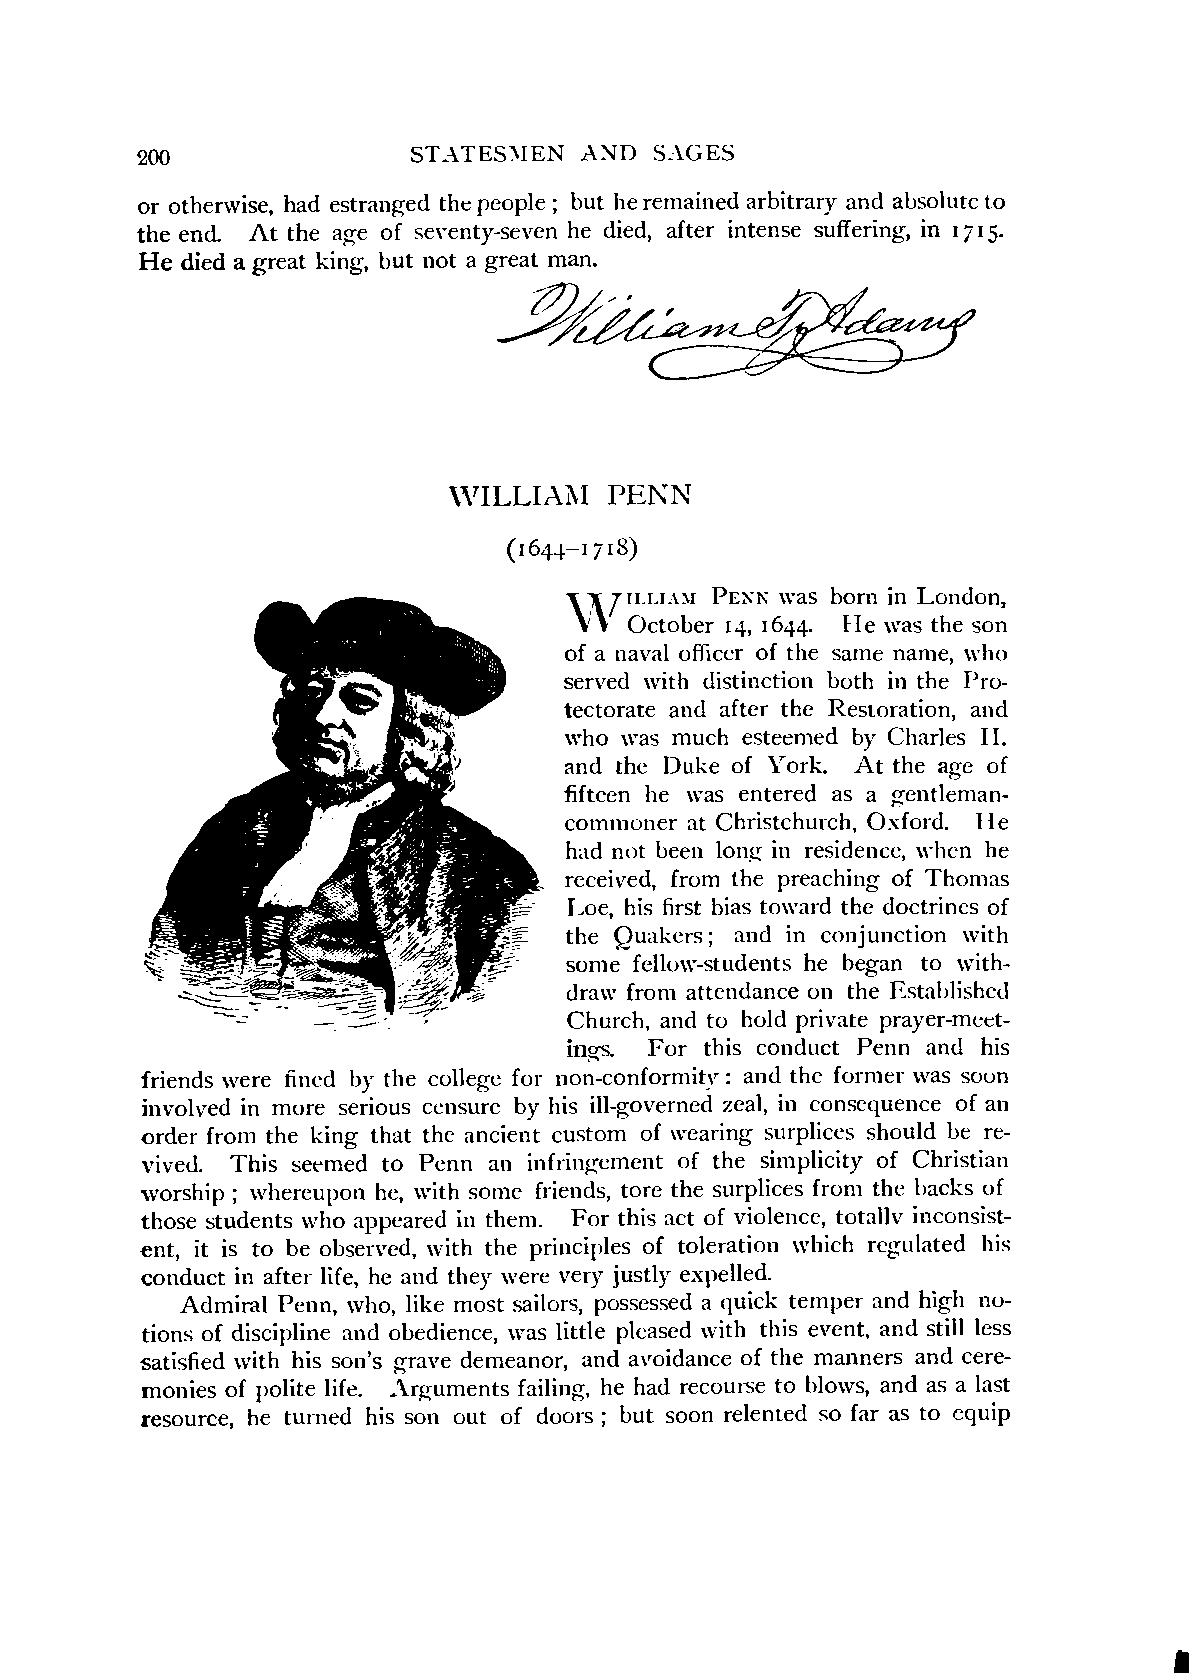 200 STATESMEN AND SAGES
or otherwise, had estranged the people ; but he remained arbitrary and absolute to
the end. At the age of seventy-seven he died, after intense suffering, in 1715.
He died a great king, but not a great man.
William T. Adams
WILLIAM PENN
(1644–1718)
WILLIAM PENN was born in London,
October 14, 1644. He was the son
of a naval officer of the same name, who
served with distinction both in the Pro-
tectorate and after the Restoration, and
who was much esteemed by Charles II.
and the Duke of York. At the age of
fifteen he was entered as a gentleman-
commoner at Christchurch, Oxford. He
had not been long in residence, when he
received, from the preaching of Thomas
Loe, his first bias toward the doctrines of
the Quakers; and in conjunction with
some fellow-students he began to with-
draw from attendance on the Established
Church, and to hold private prayer-meet-
ings. For this conduct Penn and his
friends were fined by the college for non-conformity: and the former was soon
involved in more serious censure by his ill-governed zeal, in consequence of an
order from the king that the ancient custom of wearing surplices should be re-
vived. This seemed to Penn an infringement of the simplicity of Christian
worship ; whereupon he, with some friends, tore the surplices from the backs of
those students who appeared in them. For this act of violence, totally inconsist-
ent, it is to be observed, with the principles of toleration which regulated his
conduct in after life, he and they were very justly expelled.
Admiral Penn, who, like most sailors, possessed a quick temper and high no-
tions of discipline and obedience, was little pleased with this event, and still less
satisfied with his son's grave demeanor, and avoidance of the manners and cere-
monies of polite life. Arguments failing, he had recourse to blows, and as a last
resource, he turned his son out of doors ; but soon relented so far as to equip